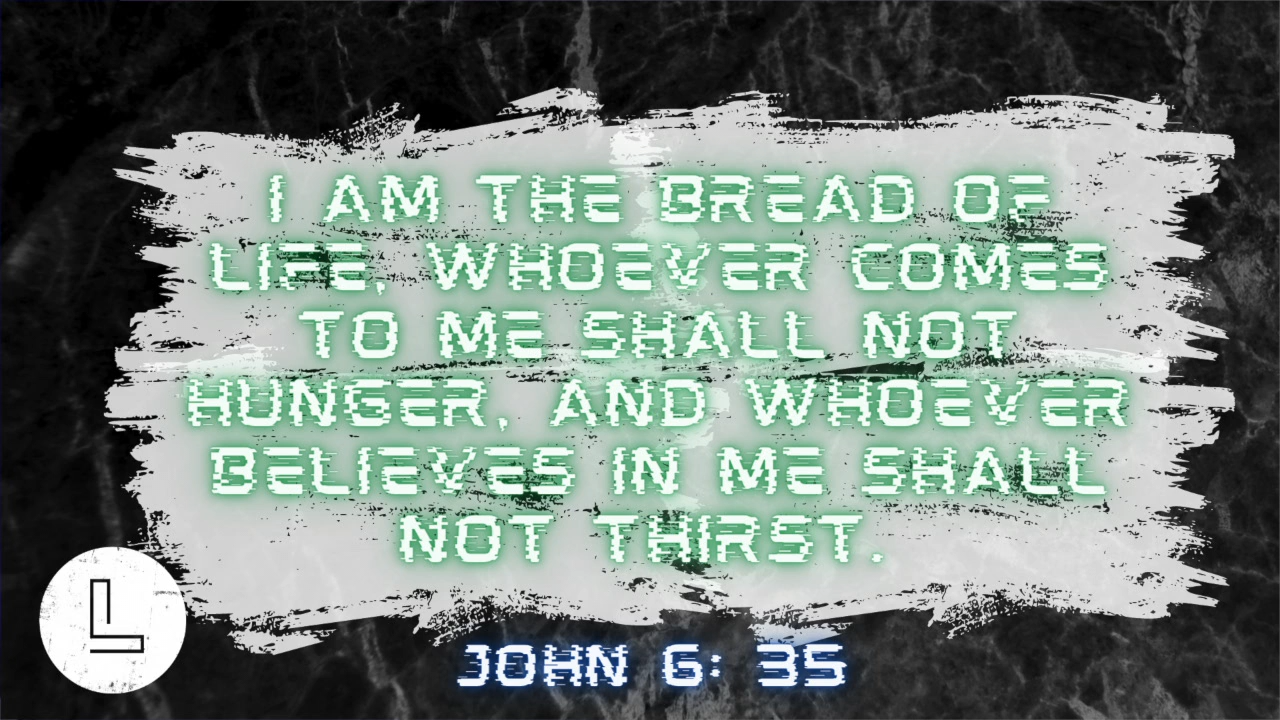 I AM THE BREAD OF
LIFE, WHOEVER COMES
TO ME SHALL NOT
HUNGER, AND WHOEVER
BELIEVES IN ME SHALL
NOT THIRST.
L
JOHN 6: 35